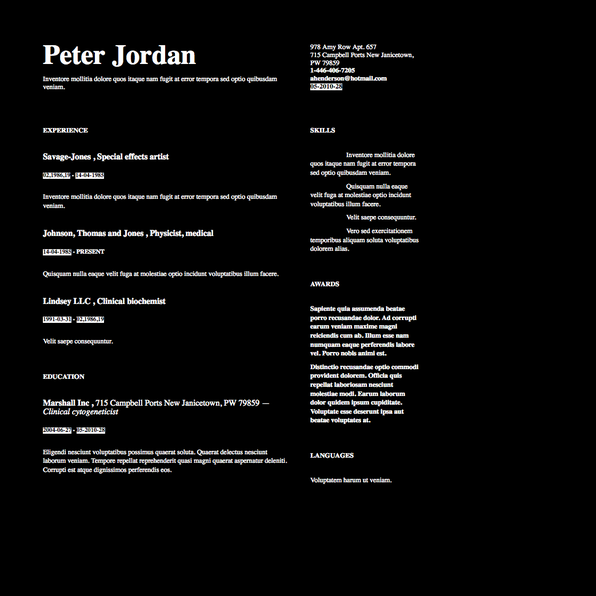 Peter Jordan
Inventore mollitia dolore quos itaque nam fugit at error tempora sed optio quibusdam
veniam.
978 Amy Row Apt. 657
715 Campbell Ports New Janicetown,
PW 79859
1-446-406-7205
ahenderson@hotmail.com
05-2010-28
EXPERIENCE
Savage-Jones , Special effects artist
02.1986.19 - 14-04-1988
Inventore mollitia dolore quos itaque nam fugit at error tempora sed optio quibusdam
veniam.
Johnson, Thomas and Jones , Physicist, medical
14-04-1988 - PRESENT
Quisquam nulla eaque velit fuga at molestiae optio incidunt voluptatibus illum facere.
Lindsey LLC , Clinical biochemist
1991-03-31 - 02.1986.19
Velit saepe consequuntur.
EDUCATION
Marshall Inc , 715 Campbell Ports New Janicetown, PW 79859 —
Clinical cytogeneticist
2004-06-27 - 05-2010-28
Eligendi nesciunt voluptatibus possimus quaerat soluta. Quaerat delectus nesciunt
laborum veniam. Tempore repellat reprehenderit quasi magni quaerat aspernatur deleniti.
Corrupti est atque dignissimos perferendis eos.
SKILLS
Inventore mollitia dolore
quos itaque nam fugit at error tempora
sed optio quibusdam veniam.
Quisquam nulla eaque
velit fuga at molestiae optio incidunt
voluptatibus illum facere.
Velit saepe consequuntur.
Vero sed exercitationem
temporibus aliquam soluta voluptatibus
dolorem alias.
AWARDS
Sapiente quia assumenda beatae
porro recusandae dolor. Ad corrupti
earum veniam maxime magni
reiciendis cum ab. Illum esse nam
numquam eaque perferendis labore
vel. Porro nobis animi est.
Distinctio recusandae optio commodi
provident dolorem. Officia quis
repellat laboriosam nesciunt
molestiae modi. Earum laborum
dolor quidem ipsum cupiditate.
Voluptate esse deserunt ipsa aut
beatae voluptates at.
LANGUAGES
Voluptatem harum ut veniam.